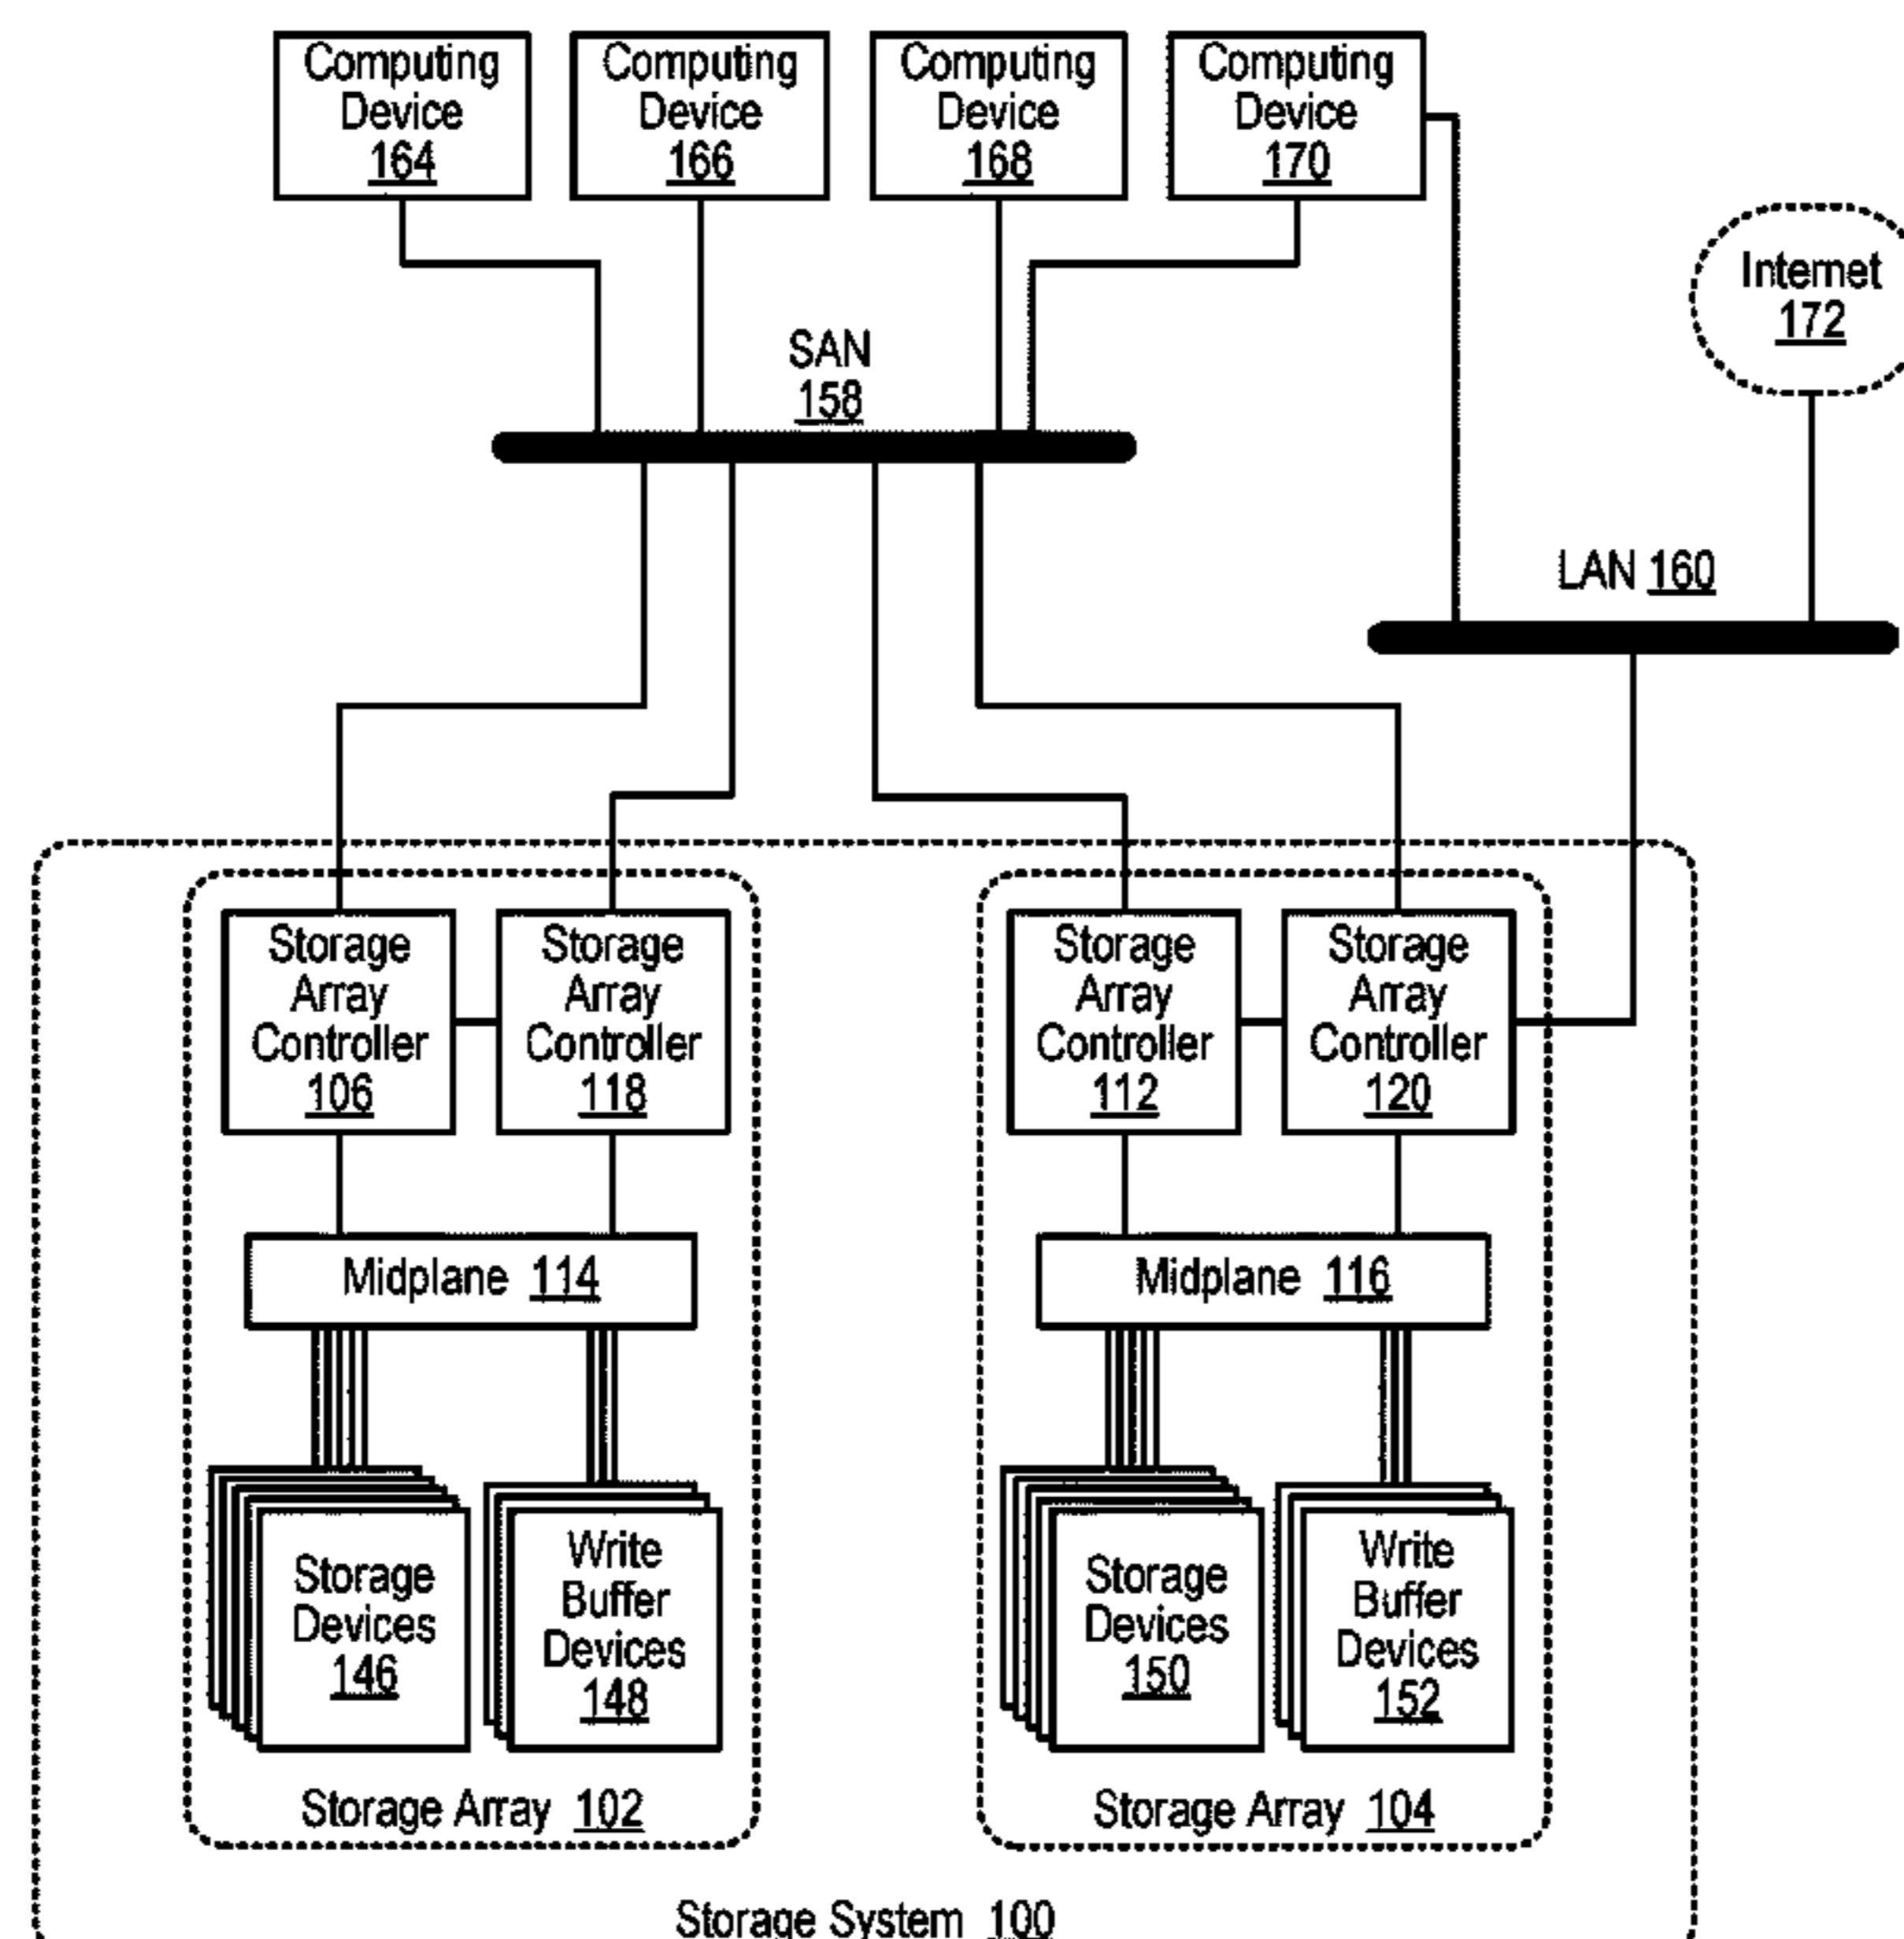 Computing
Device
164
Computing
Device
166
Computing
Device
168
Computing
Device
170
Internet
172
SAN
158
LAN 160
Storage
Array
Controller
106
Storage
Array
Controller
118
Storage
Array
Controller
112
Storage
Array
Controller
120
Midplane 114
Midplane 116
Storage
Devices
146
Write
Buffer
Devices
148
Storage
Devices
150
Write
Buffer
Devices
152
Storage Array 102
Storage Array 104
Storage System 100